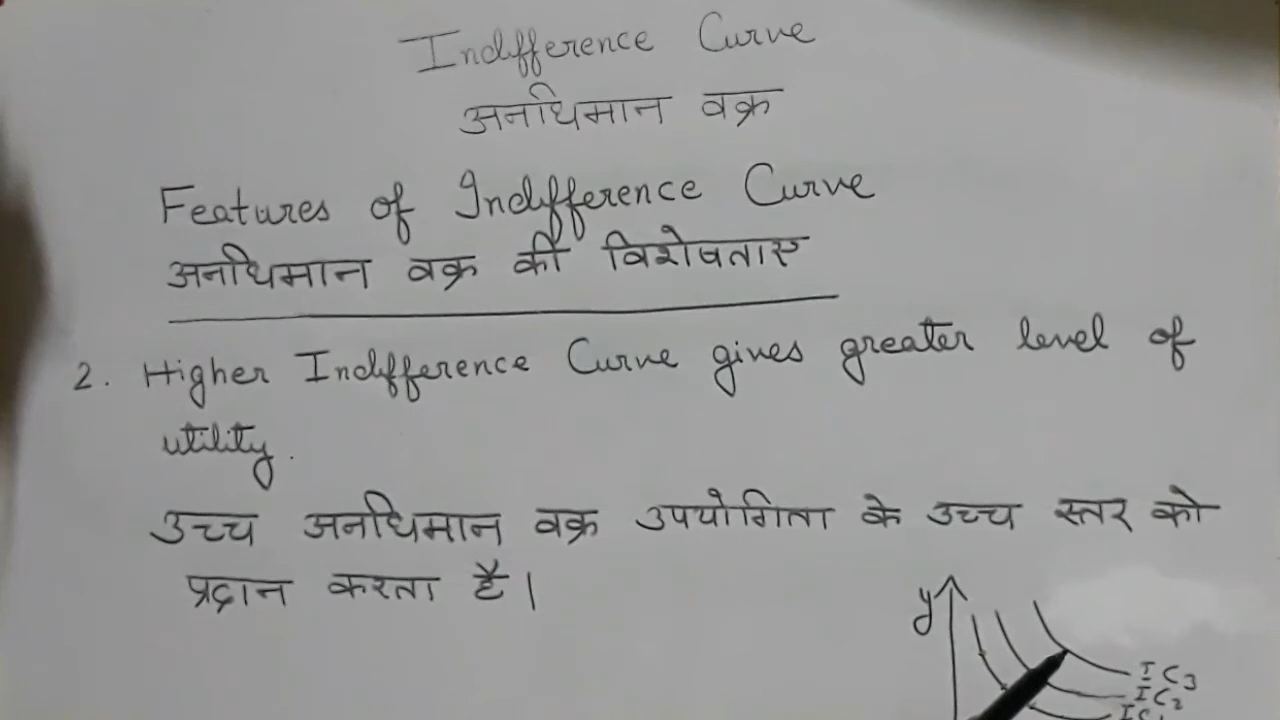 Indifference Curve
अनधिमान वक्र
Features of Indifference Curve
अनधिमान वक्र की विशेषताएं
2. Higher Indifference Curve gives greater level of
utility.
उच्च अनधिमान वक्र उपयोगिता के उच्च स्तर को
प्रदान करता है।
y
IC3
IC2
IC1